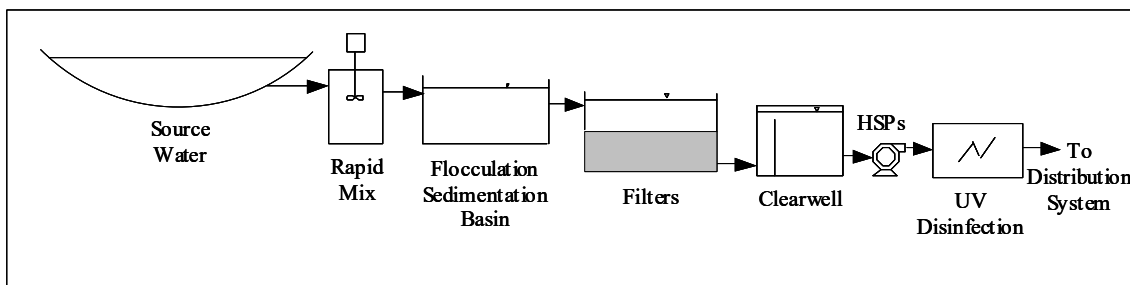 Source
Water
Rapid
Mix
Flocculation
Sedimentation
Basin
Filters
Clearwell
HSPs
UV
Disinfection
To
Distribution
System